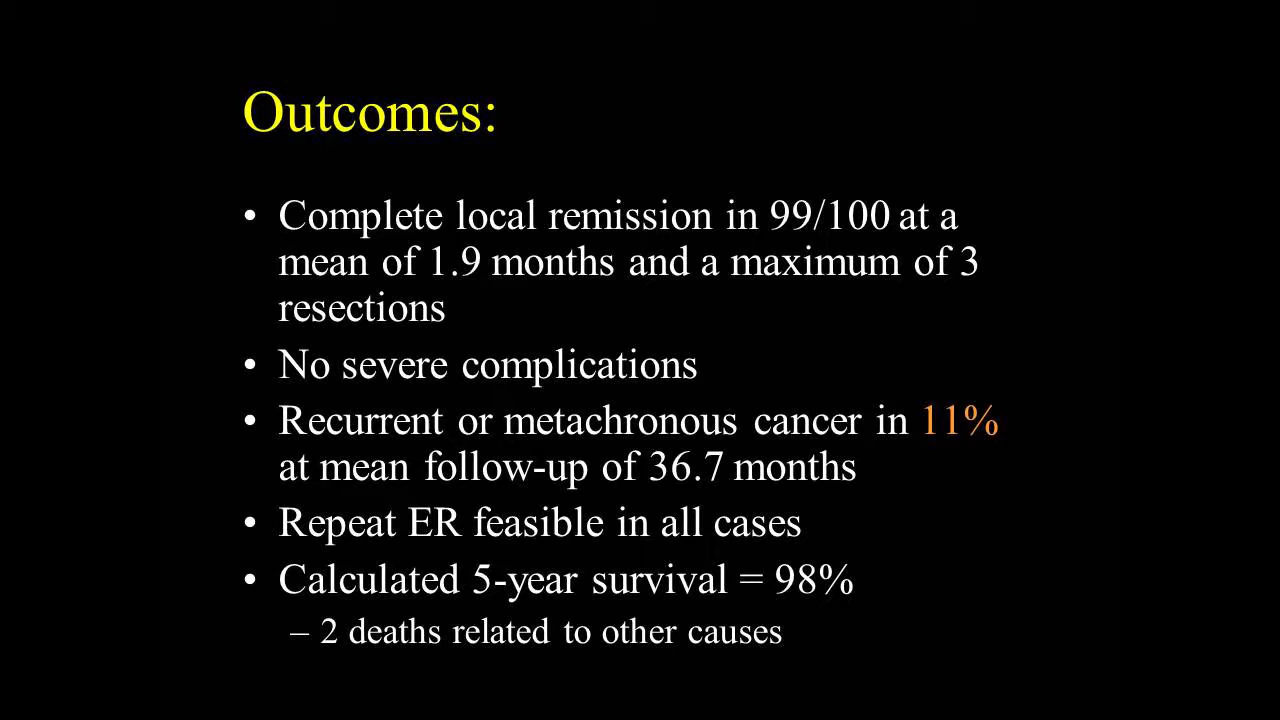 Outcomes:
• Complete local remission in 99/100 at a
mean of 1.9 months and a maximum of 3
resections
• No severe complications
• Recurrent or metachronous cancer in 11%
at mean follow-up of 36.7 months
• Repeat ER feasible in all cases
• Calculated 5-year survival = 98%
– 2 deaths related to other causes